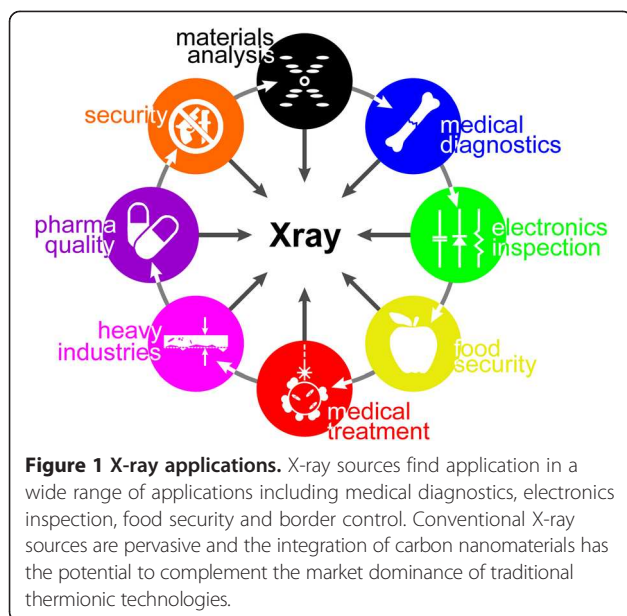 materials
analysis
medical
diagnostics
electronics
inspection
food
security
medical
treatment
heavy
industries
pharma
quality
security
Xray
Figure 1 X-ray applications. X-ray sources find application in a
wide range of applications including medical diagnostics, electronics
inspection, food security and border control. Conventional X-ray
sources are pervasive and the integration of carbon nanomaterials has
the potential to complement the market dominance of traditional
thermionic technologies.